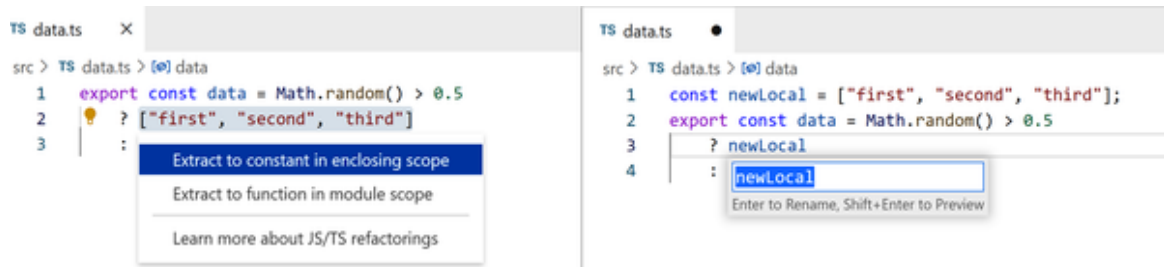 TS data.ts ×
src > TS data.ts > [ø] data
1 export const data = Math.random() > 0.5
2 ? ["first", "second", "third"]
3 :
Extract to constant in enclosing scope
Extract to function in module scope
Learn more about JS/TS refactorings
TS data.ts ●
src > TS data.ts > [ø] data
1 const newLocal = ["first", "second", "third"];
2 export const data = Math.random() > 0.5
3 ? newLocal
4 :
newLocal
Enter to Rename, Shift+Enter to Preview